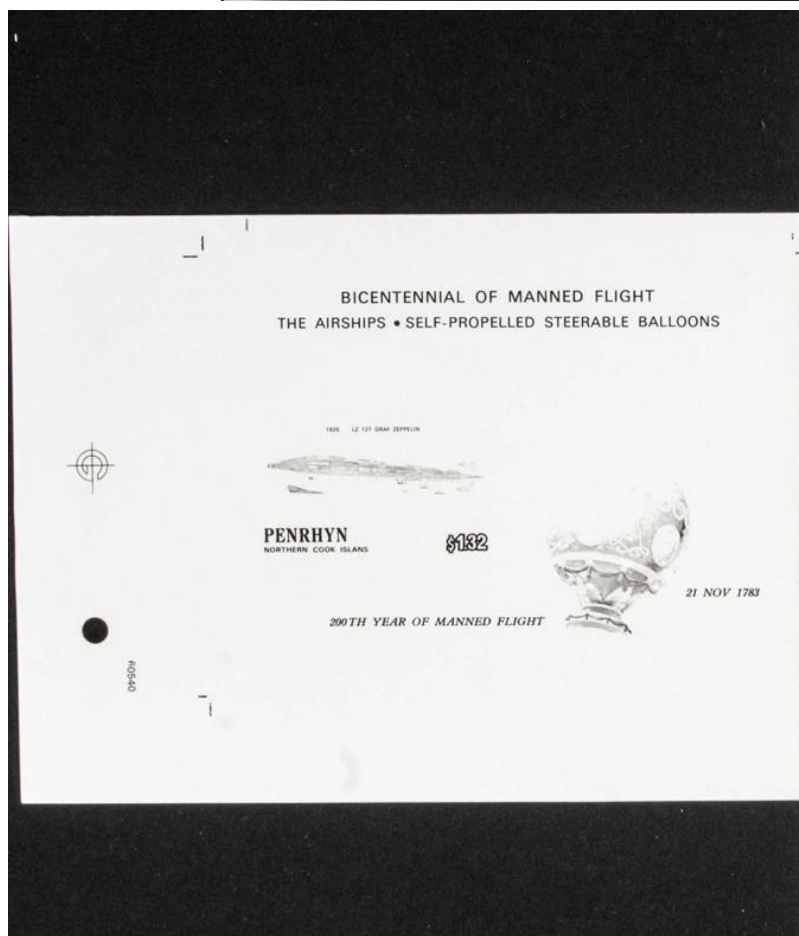 BICENTENNIAL OF MANNED FLIGHT
THE AIRSHIPS • SELF-PROPELLED STEERABLE BALLOONS
1929 LZ 127 GRAF ZEPPELIN
PENRHYN
NORTHERN COOK ISLANDS
$1.32
21 NOV 1783
200TH YEAR OF MANNED FLIGHT
60540